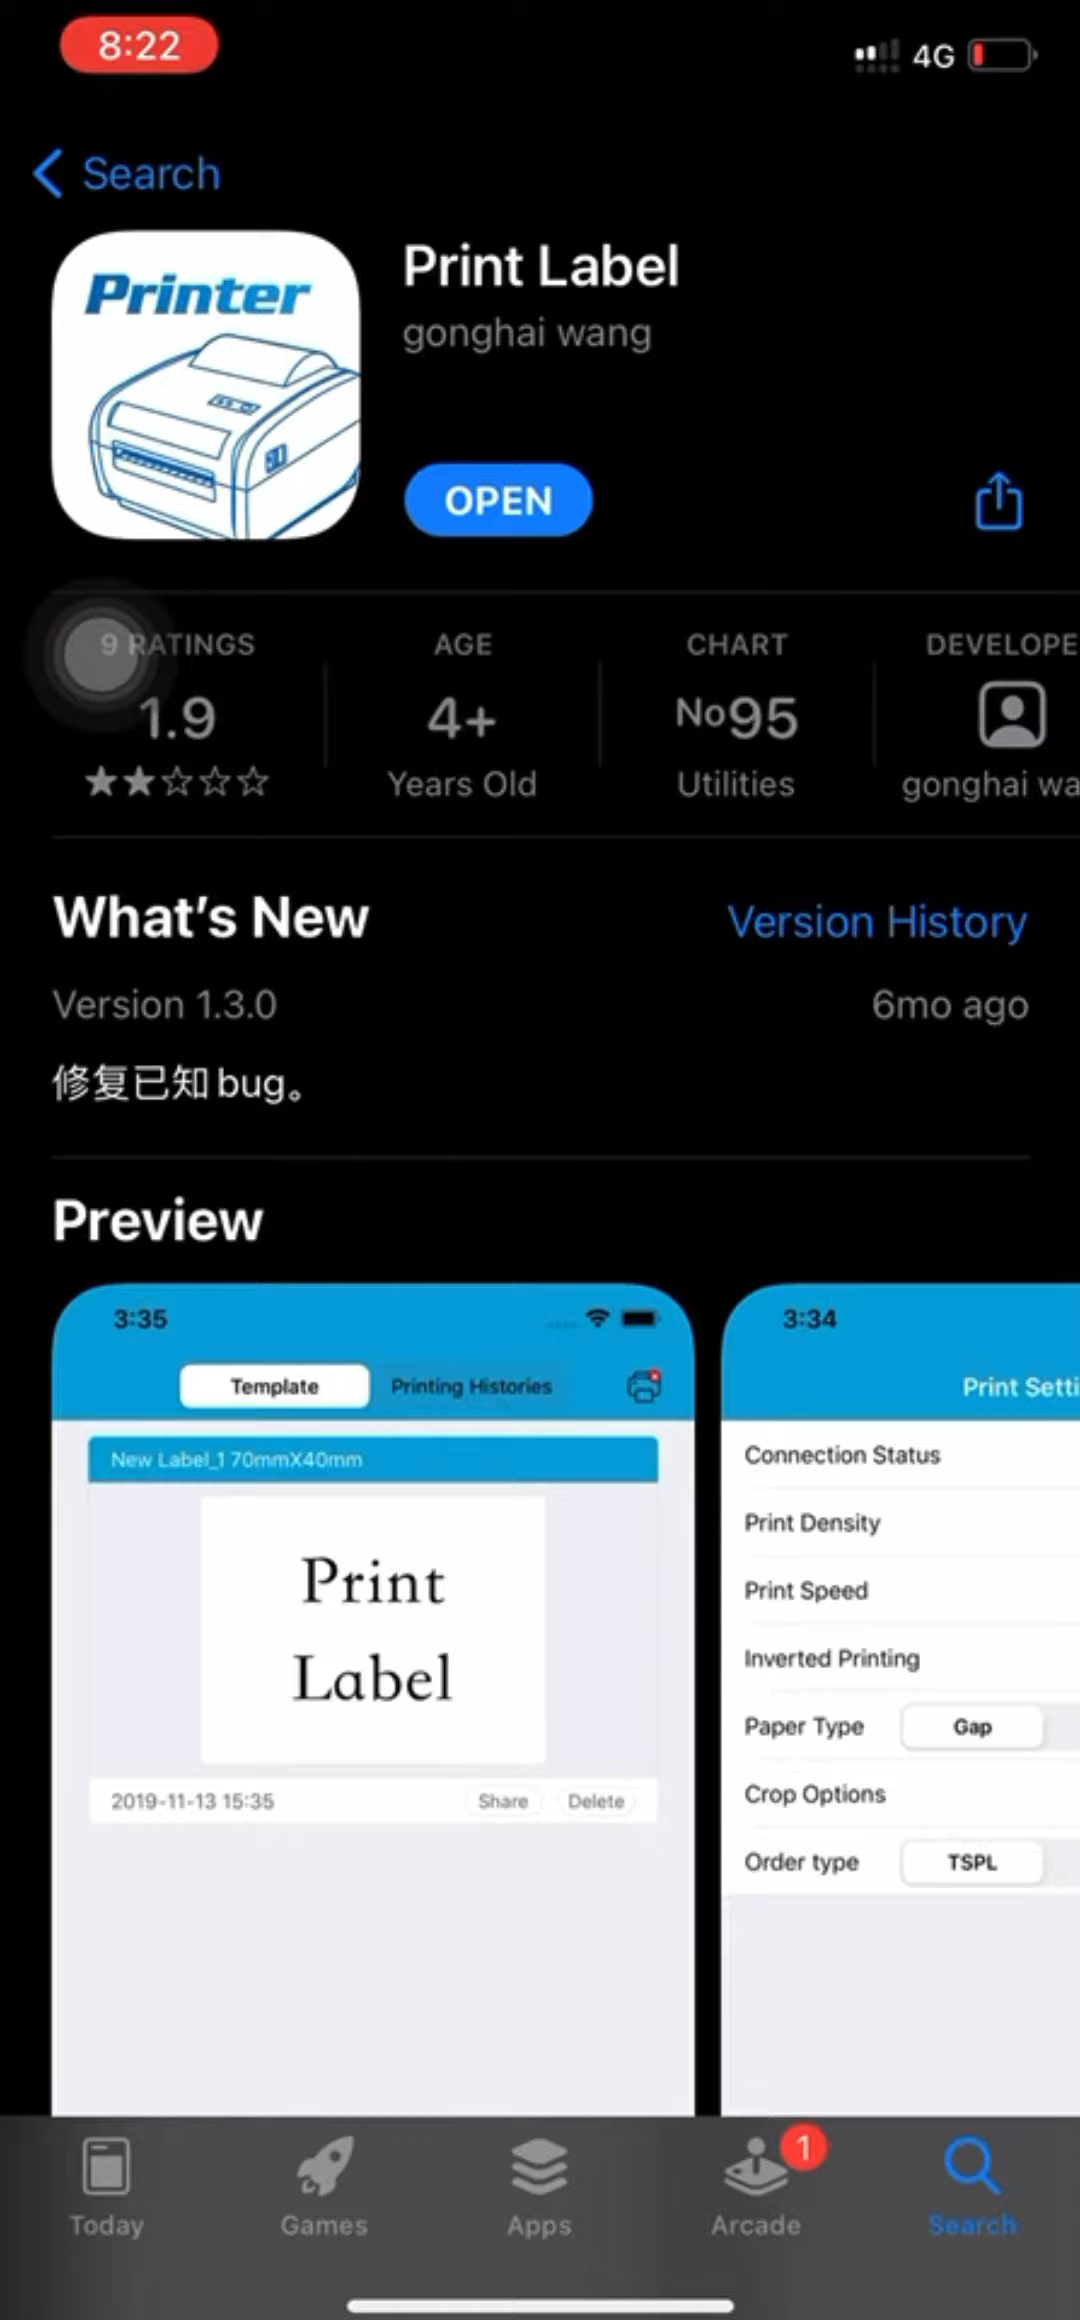 8:22
4G
Search
Printer
Print Label
gonghai wang
OPEN
9 RATINGS
1.9
AGE
4+
Years Old
CHART
No95
Utilities
DEVELOPE
gonghai wa
What's New
Version History
Version 1.3.0
6mo ago
修复已知 bug。
Preview
3:35
Template
Printing Histories
New Label_1 70mmX40mm
Print
Label
2019-11-13 15:35
Share
Delete
3:34
Print Setti
Connection Status
Print Density
Print Speed
Inverted Printing
Paper Type
Gap
Crop Options
Order type
TSPL
Today
Games
Apps
Arcade
1
Search